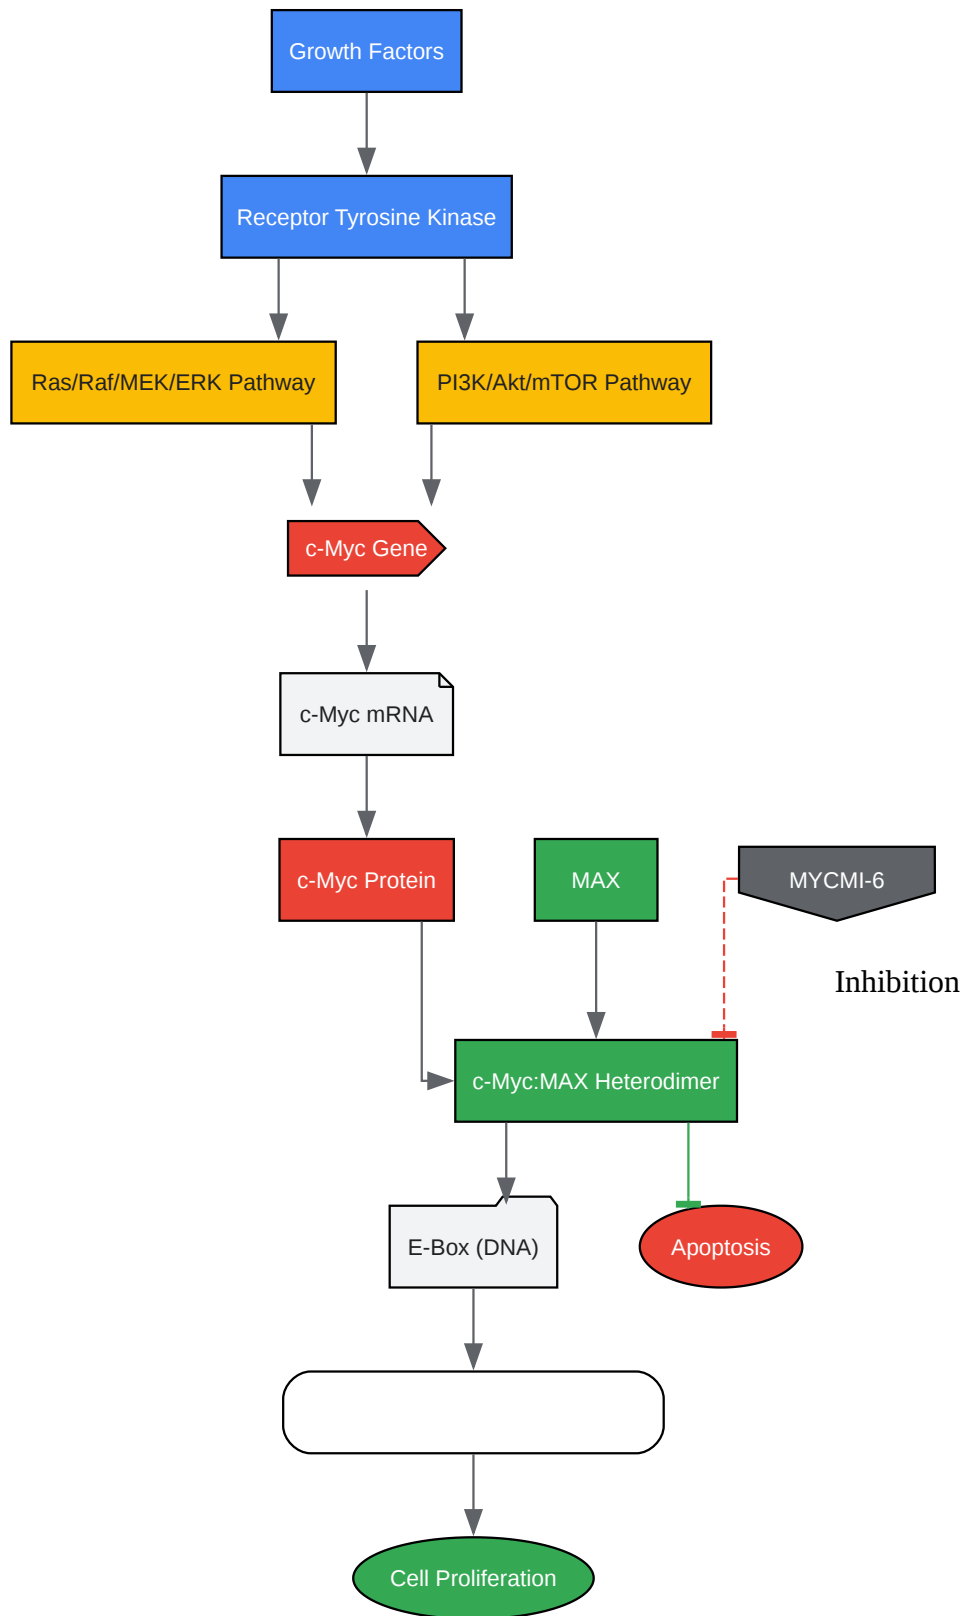 Growth Factors
Receptor Tyrosine Kinase
Ras/Raf/MEK/ERK Pathway
PI3K/Akt/mTOR Pathway
c-Myc Gene
c-Myc mRNA
c-Myc Protein
MAX
MYCMI-6
Inhibition
c-Myc:MAX Heterodimer
E-Box (DNA)
Apoptosis
Cell Proliferation